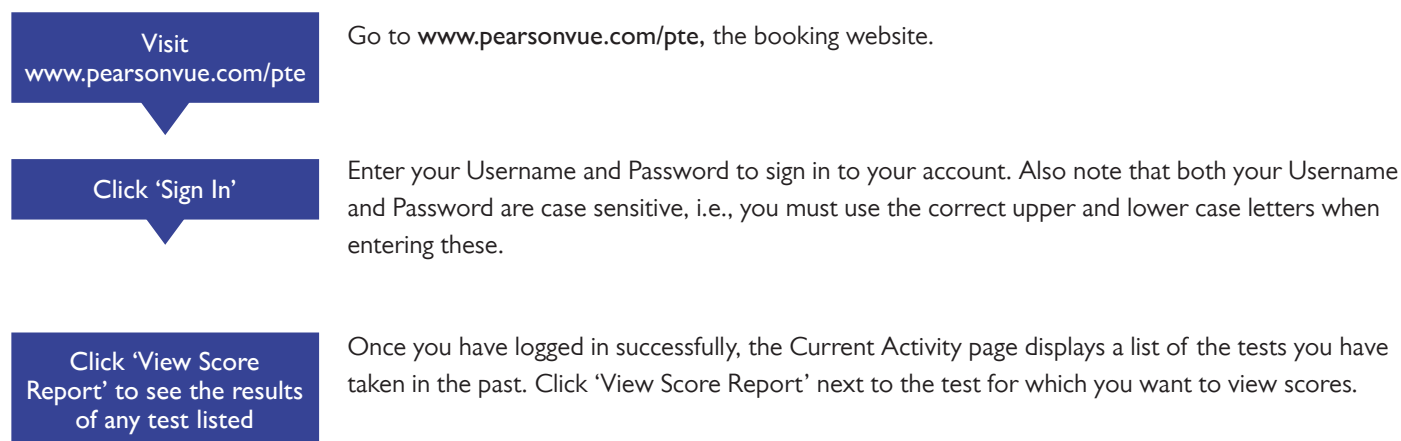 Visit
www.pearsonvue.com/pte
Go to www.pearsonvue.com/pte, the booking website.
Click ‘Sign In’
Enter your Username and Password to sign in to your account. Also note that both your Username
and Password are case sensitive, i.e., you must use the correct upper and lower case letters when
entering these.
Click ‘View Score
Report’ to see the results
of any test listed
Once you have logged in successfully, the Current Activity page displays a list of the tests you have
taken in the past. Click ‘View Score Report’ next to the test for which you want to view scores.